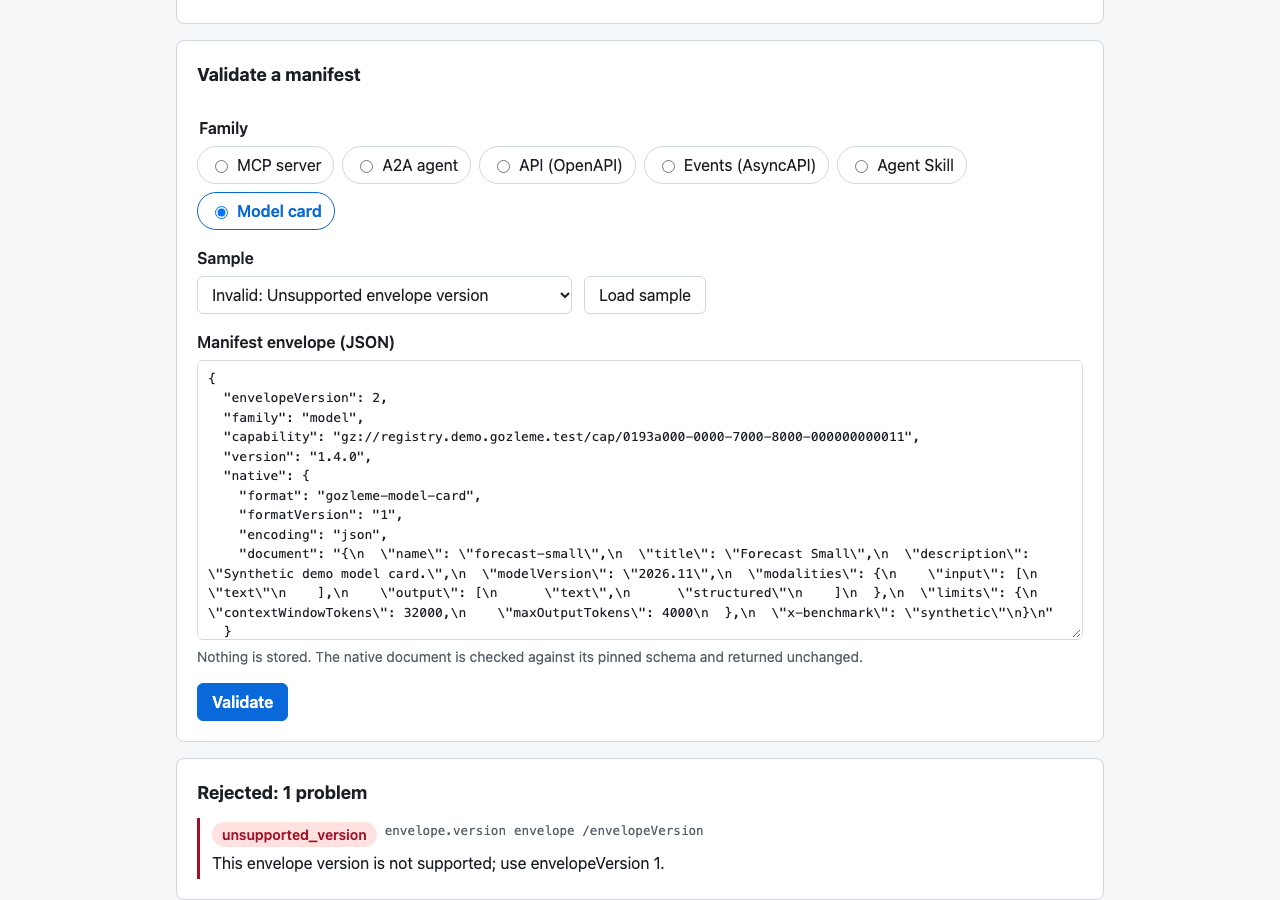 Validate a manifest
Family
MCP server
A2A agent
API (OpenAPI)
Events (AsyncAPI)
Agent Skill
Model card
Sample
Invalid: Unsupported envelope version
Load sample
Manifest envelope (JSON)
{
  "envelopeVersion": 2,
  "family": "model",
  "capability": "gz://registry.demo.gozleme.test/cap/0193a000-0000-7000-8000-000000000011",
  "version": "1.4.0",
  "native": {
    "format": "gozleme-model-card",
    "formatVersion": "1",
    "encoding": "json",
    "document": "{\n  \"name\": \"forecast-small\",\n  \"title\": \"Forecast Small\",\n  \"description\":
\"Synthetic demo model card.\",\n  \"modelVersion\": \"2026.11\",\n  \"modalities\": {\n    \"input\": [\n
\"text\"\n    ],\n    \"output\": [\n      \"text\",\n      \"structured\"\n    ]\n  },\n  \"limits\": {\n
\"contextWindowTokens\": 32000,\n    \"maxOutputTokens\": 4000\n  },\n  \"x-benchmark\": \"synthetic\"\n}\n"
  }
Nothing is stored. The native document is checked against its pinned schema and returned unchanged.
Validate
Rejected: 1 problem
unsupported_version envelope.version envelope /envelopeVersion
This envelope version is not supported; use envelopeVersion 1.